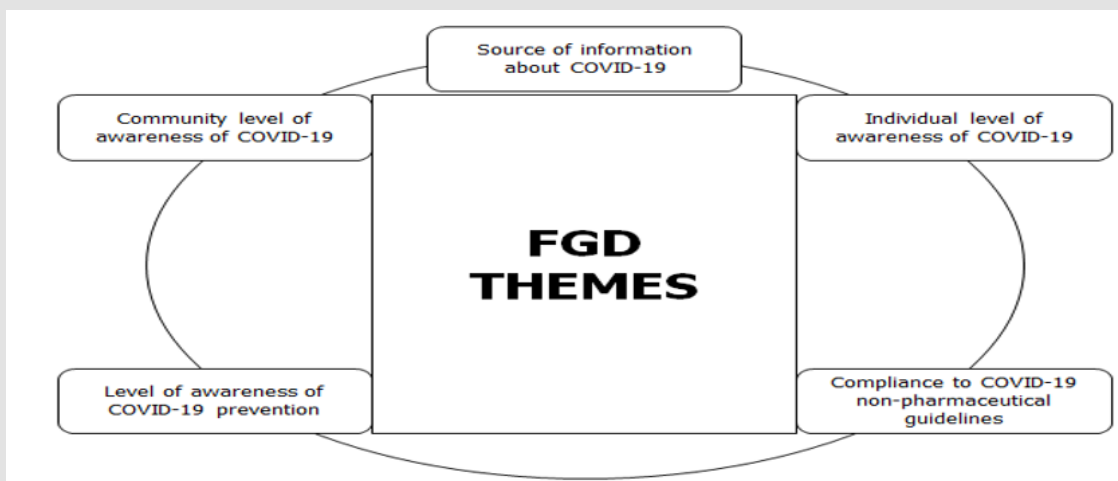 Source of information
about COVID-19
Community level of
awareness of COVID-19
Individual level of
awareness of COVID-19
FGD
THEMES
Level of awareness of
COVID-19 prevention
Compliance to COVID-19
non-pharmaceutical
guidelines